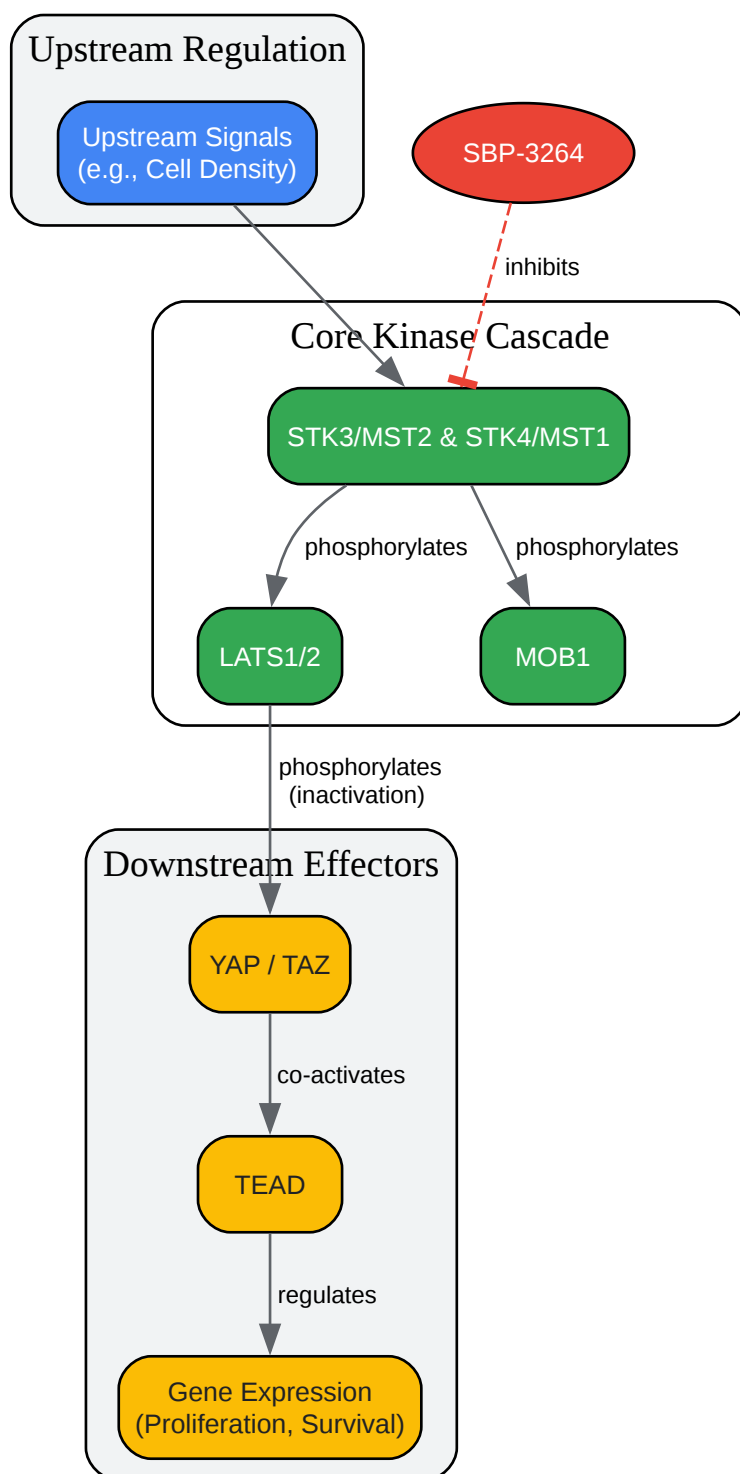 Upstream Regulation
Upstream Signals
(e.g., Cell Density)
SBP-3264
inhibits
Core Kinase Cascade
STK3/MST2 & STK4/MST1
phosphorylates
phosphorylates
LATS1/2
MOB1
phosphorylates
(inactivation)
Downstream Effectors
YAP / TAZ
co-activates
TEAD
regulates
Gene Expression
(Proliferation, Survival)